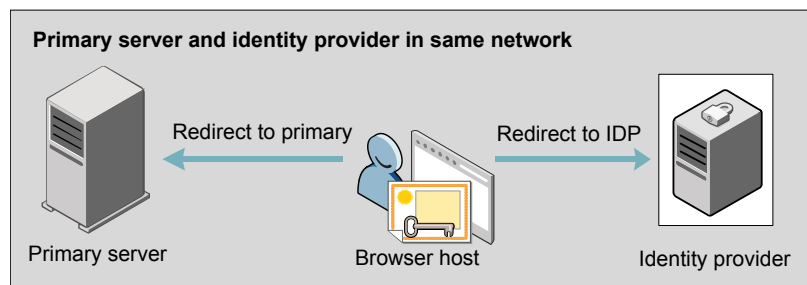 Primary server and identity provider in same network
Redirect to primary
Redirect to IDP
Primary server
Browser host
Identity provider